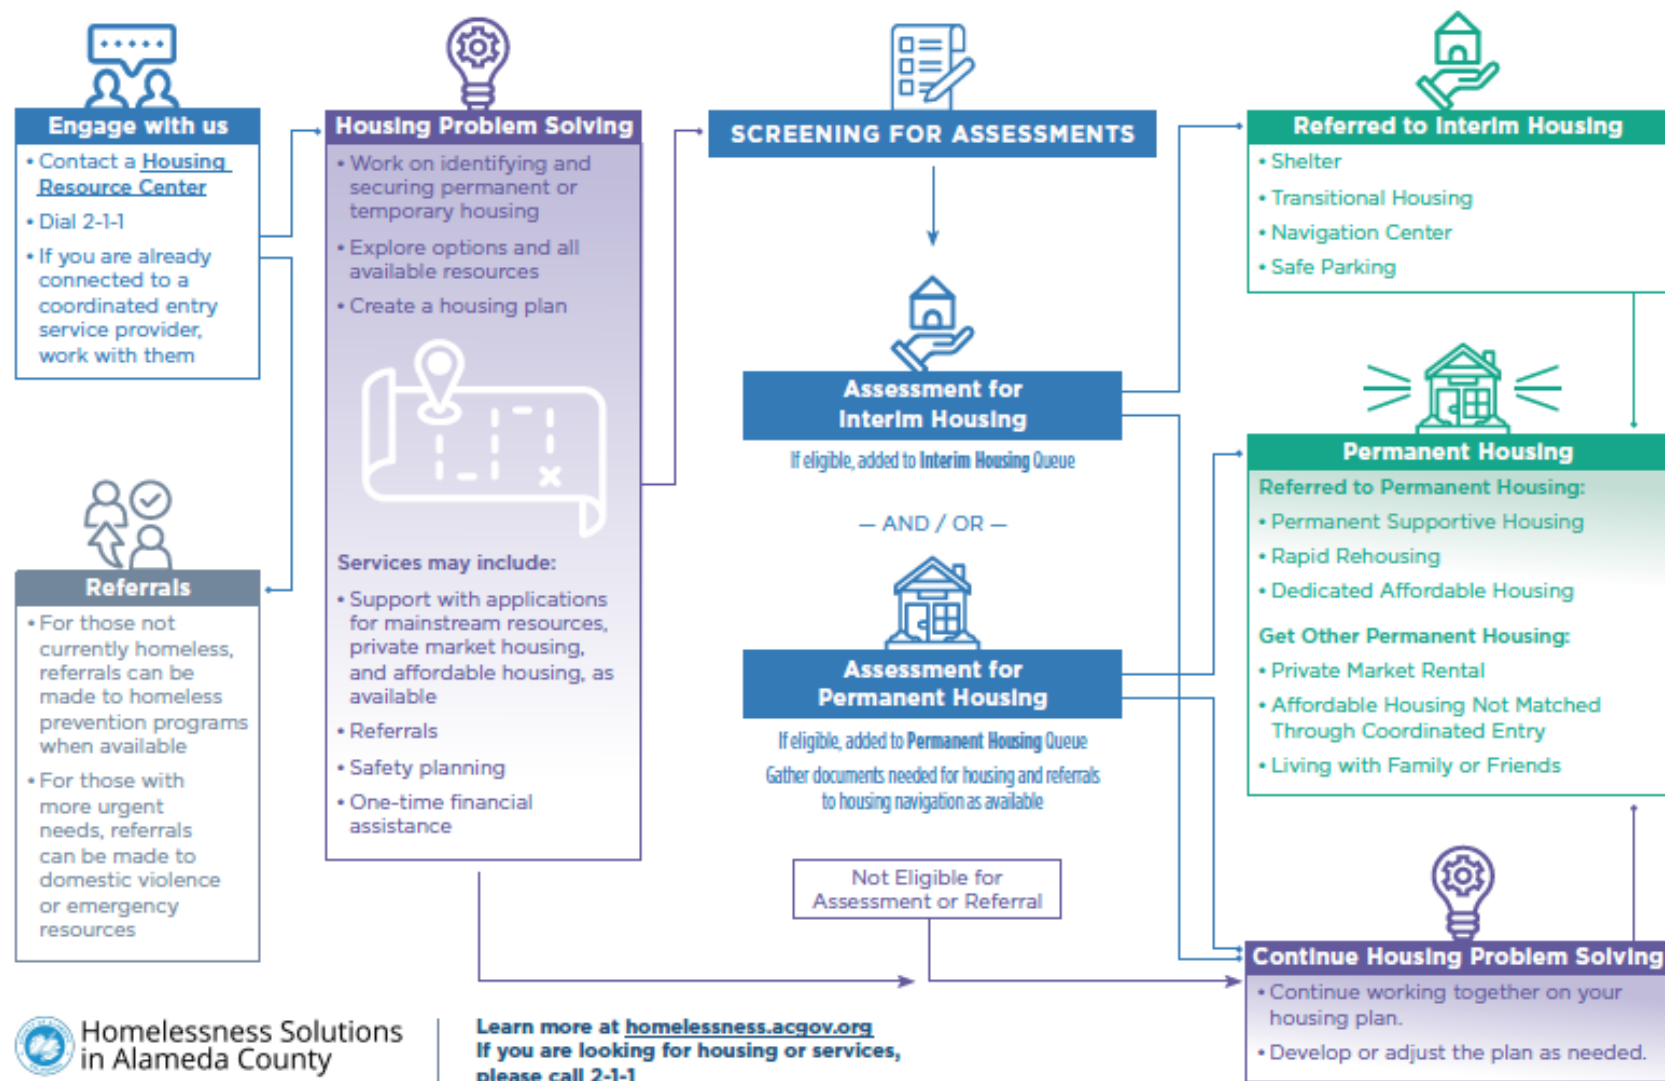 Engage with us
• Contact a Housing
Resource Center
• Dial 2-1-1
• If you are already
connected to a
coordinated entry
service provider,
work with them
Referrals
• For those not
currently homeless,
referrals can be
made to homeless
prevention programs
when available
• For those with
more urgent
needs, referrals
can be made to
domestic violence
or emergency
resources
Housing Problem Solving
• Work on identifying and
securing permanent or
temporary housing
• Explore options and all
available resources
• Create a housing plan
Services may include:
• Support with applications
for mainstream resources,
private market housing,
and affordable housing, as
available
• Referrals
• Safety planning
• One-time financial
assistance
SCREENING FOR ASSESSMENTS
Assessment for
Interim Housing
If eligible, added to Interim Housing Queue
— AND / OR —
Assessment for
Permanent Housing
If eligible, added to Permanent Housing Queue
Gather documents needed for housing and referrals
to housing navigation as available
Not Eligible for
Assessment or Referral
Referred to Interim Housing
• Shelter
• Transitional Housing
• Navigation Center
• Safe Parking
Permanent Housing
Referred to Permanent Housing:
• Permanent Supportive Housing
• Rapid Rehousing
• Dedicated Affordable Housing
Get Other Permanent Housing:
• Private Market Rental
• Affordable Housing Not Matched
Through Coordinated Entry
• Living with Family or Friends
Continue Housing Problem Solving
• Continue working together on your
housing plan.
• Develop or adjust the plan as needed.
Homelessness Solutions
in Alameda County
Learn more at homelessness.acgov.org
If you are looking for housing or services,
please call 2-1-1